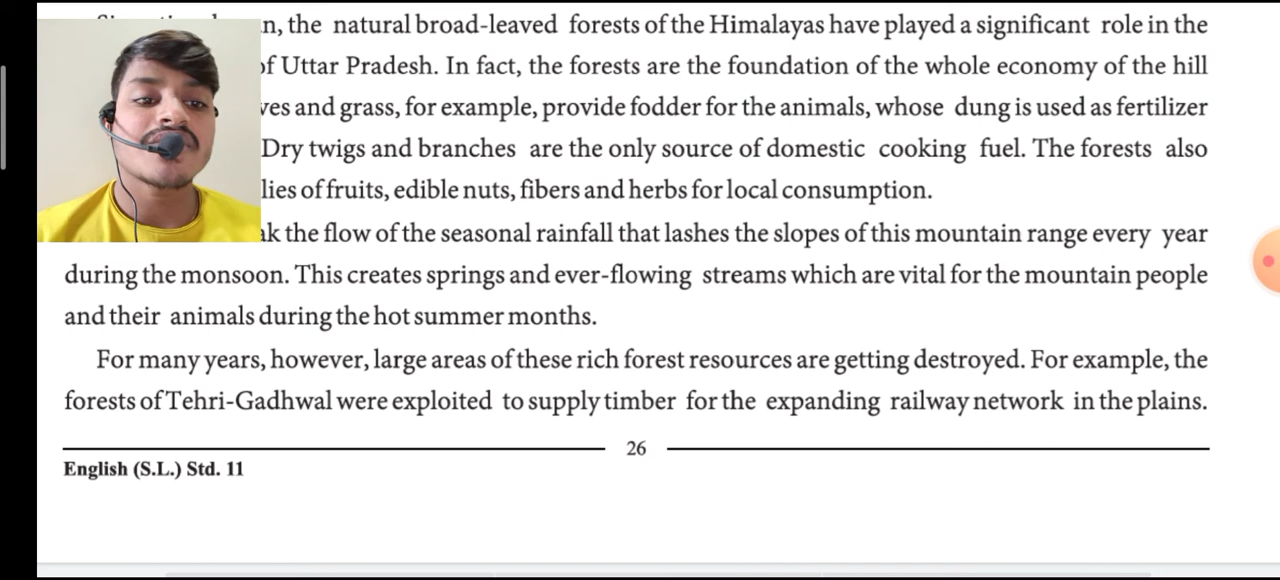 the natural broad-leaved forests of the Himalayas have played a significant role in the
of Uttar Pradesh. In fact, the forests are the foundation of the whole economy of the hill
and grass, for example, provide fodder for the animals, whose dung is used as fertilizer
Dry twigs and branches are the only source of domestic cooking fuel. The forests also
of fruits, edible nuts, fibers and herbs for local consumption.
the flow of the seasonal rainfall that lashes the slopes of this mountain range every year
during the monsoon. This creates springs and ever-flowing streams which are vital for the mountain people
and their animals during the hot summer months.
For many years, however, large areas of these rich forest resources are getting destroyed. For example, the
forests of Tehri-Gadhwal were exploited to supply timber for the expanding railway network in the plains.
26
English (S.L.) Std. 11